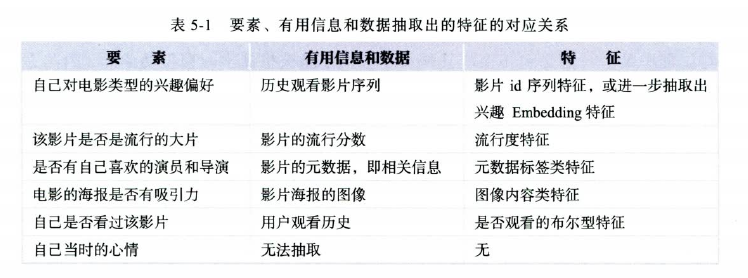 表 5-1 要素、有用信息和数据抽取出的特征的对应关系
要 素 有用信息和数据 特 征
自己对电影类型的兴趣偏好 历史观看影片序列 影片 id 序列特征，或进一步抽取出
兴趣 Embedding 特征
该影片是否是流行的大片 影片的流行分数 流行度特征
是否有自己喜欢的演员和导演 影片的元数据，即相关信息 元数据标签类特征
电影的海报是否有吸引力 影片海报的图像 图像内容类特征
自己是否看过该影片 用户观看历史 是否观看的布尔型特征
自己当时的心情 无法抽取 无